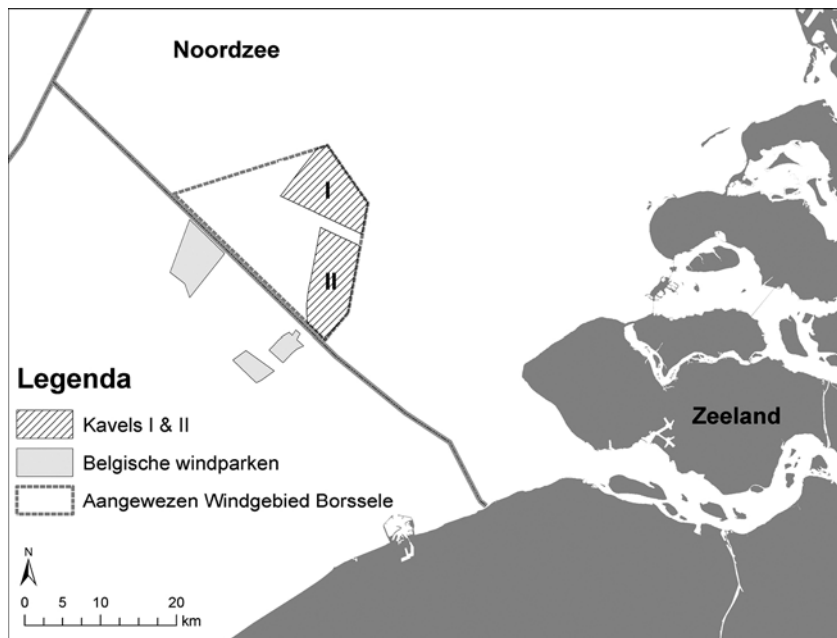 Noordzee
I
II
Zeeland
Legenda
Kavels I & II
Belgische windparken
Aangewezen Windgebied Borssele
N
0 5 10 20
km